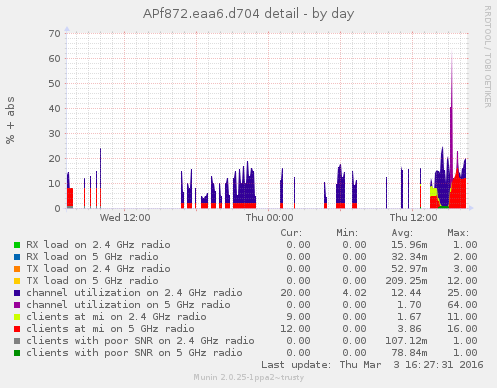 APf872.eaa6.d704 detail - by day
RRDTOOL / TOBI OETIKER
% + abs
70
60
50
40
30
20
10
0
Wed 12:00 Thu 00:00 Thu 12:00
Cur: Min: Avg: Max:
RX load on 2.4 GHz radio 0.00 0.00 15.96m 1.00
RX load on 5 GHz radio 0.00 0.00 32.34m 2.00
TX load on 2.4 GHz radio 0.00 0.00 52.97m 3.00
TX load on 5 GHz radio 0.00 0.00 209.25m 12.00
channel utilization on 2.4 GHz radio 20.00 4.02 12.44 25.00
channel utilization on 5 GHz radio 0.00 0.00 1.70 64.00
clients at mi on 2.4 GHz radio 9.00 0.00 1.67 11.00
clients at mi on 5 GHz radio 12.00 0.00 3.86 16.00
clients with poor SNR on 2.4 GHz radio 0.00 0.00 107.12m 1.00
clients with poor SNR on 5 GHz radio 0.00 0.00 78.84m 1.00
Last update: Thu Mar 3 16:27:31 2016
Munin 2.0.25-1ppa2~trusty